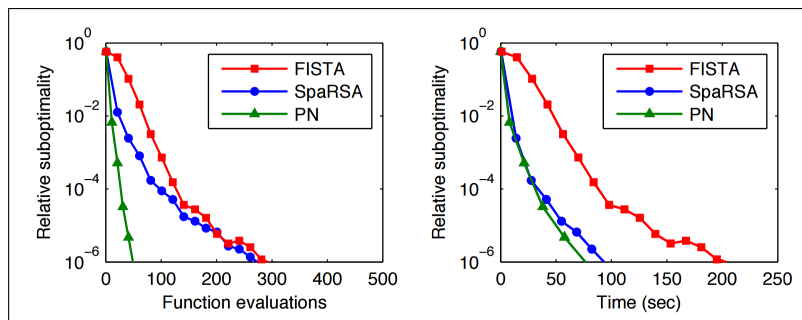 Relative suboptimality
10^0
10^−2
10^−4
10^−6
FISTA
SpaRSA
PN
0 100 200 300 400 500
Function evaluations
Relative suboptimality
10^0
10^−2
10^−4
10^−6
FISTA
SpaRSA
PN
0 50 100 150 200 250
Time (sec)